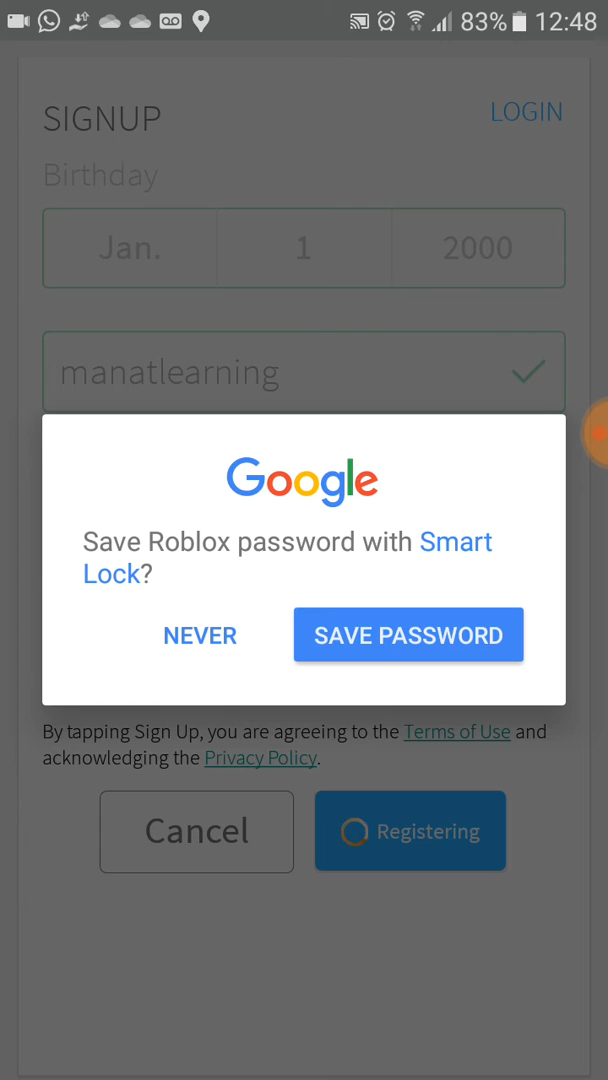 83% 12:48
SIGNUP
LOGIN
Birthday
Jan. 1 2000
manatlearning
Google
Save Roblox password with Smart
Lock?
NEVER
SAVE PASSWORD
By tapping Sign Up, you are agreeing to the Terms of Use and
acknowledging the Privacy Policy.
Cancel
Registering